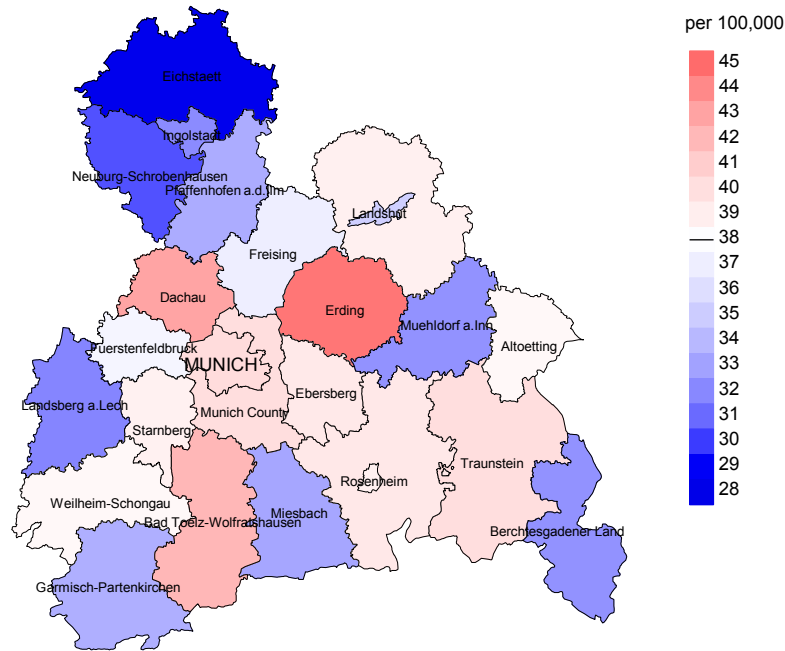 per 100,000
45
44
43
42
41
40
39
38
37
36
35
34
33
32
31
30
29
28
Eichstaett
Ingolstadt
Neuburg-Schrobenhausen
Pfaffenhofen a.d.Ilm
Landshut
Freising
Dachau
Erding
Muehldorf a.Inn
Altoetting
Fuerstenfeldbruck
MUNICH
Ebersberg
Landsberg a.Lech
Munich County
Starnberg
Traunstein
Rosenheim
Weilheim-Schongau
Miesbach
Bad Toelz-Wolfratshausen
Berchtesgadener Land
Garmisch-Partenkirchen